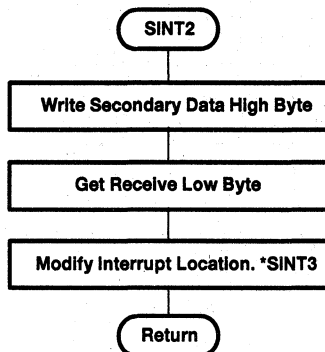 SINT2
Write Secondary Data High Byte
Get Receive Low Byte
Modify Interrupt Location. *SINT3
Return